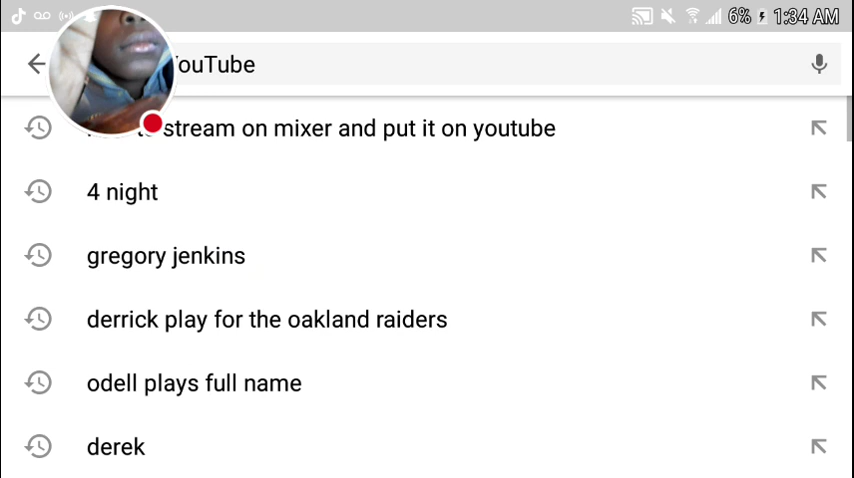 6% 1:34 AM
YouTube
stream on mixer and put it on youtube
4 night
gregory jenkins
derrick play for the oakland raiders
odell plays full name
derek